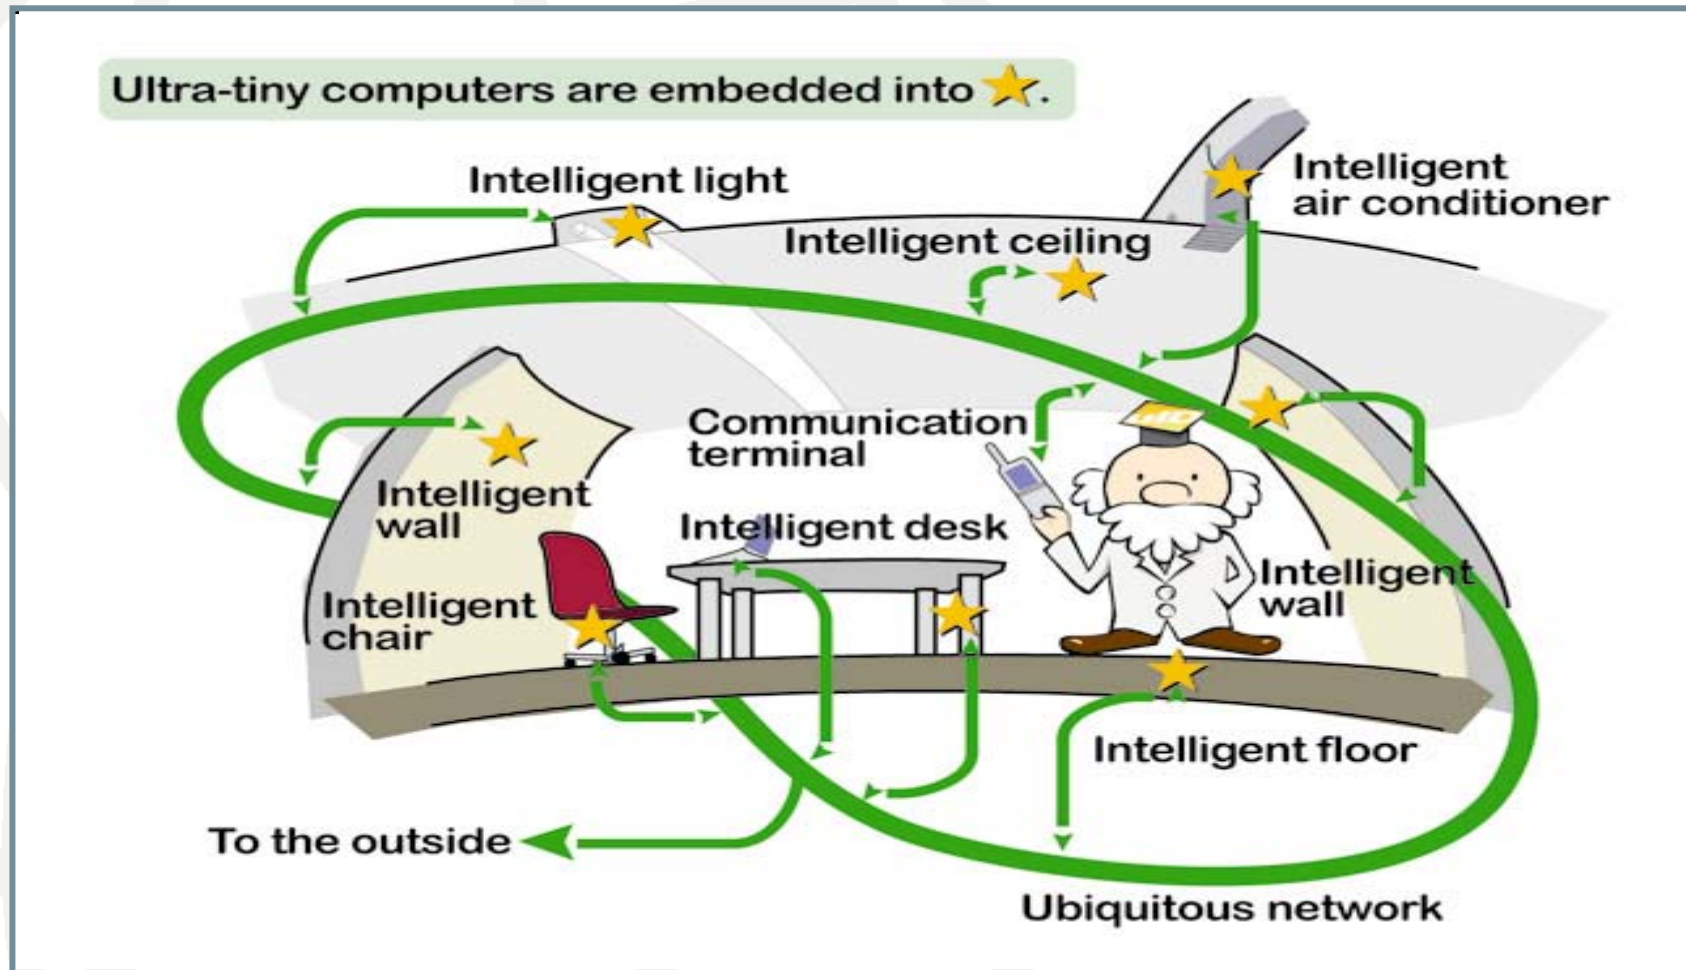 Ultra-tiny computers are embedded into ⭐.
Intelligent light
Intelligent
air conditioner
Intelligent ceiling
Communication
terminal
Intelligent
wall
Intelligent desk
Intelligent
wall
Intelligent
chair
Intelligent floor
To the outside
Ubiquitous network